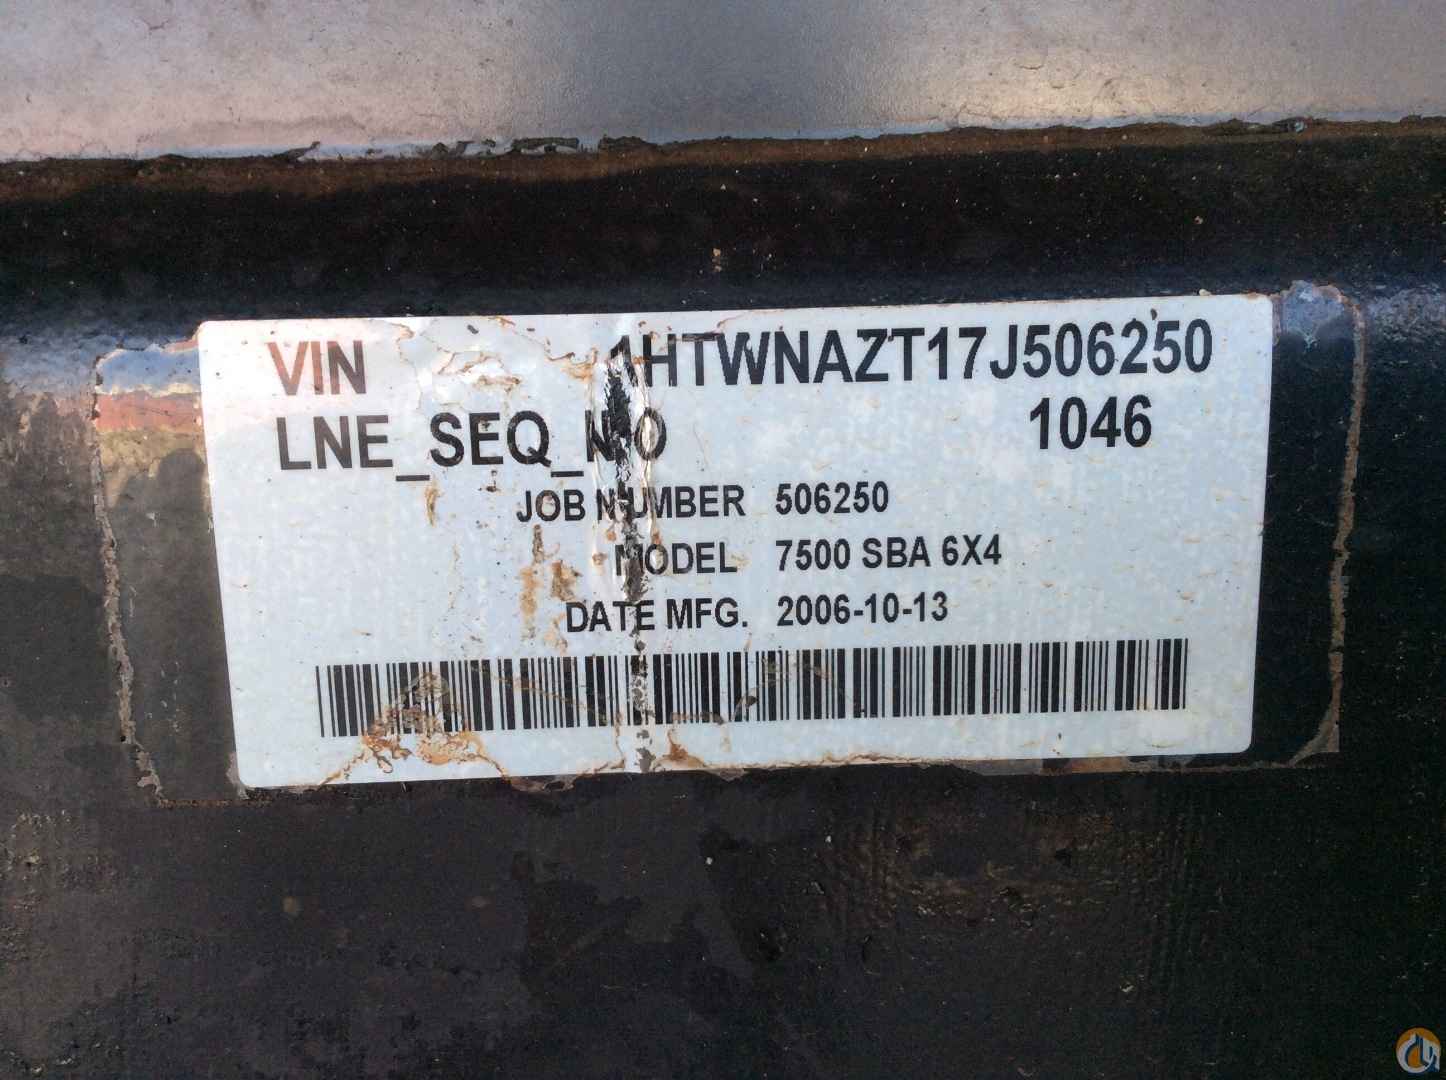 VIN 1HTWNAZT17J506250
LNE_SEQ_NO 1046
JOB NUMBER 506250
MODEL 7500 SBA 6X4
DATE MFG. 2006-10-13